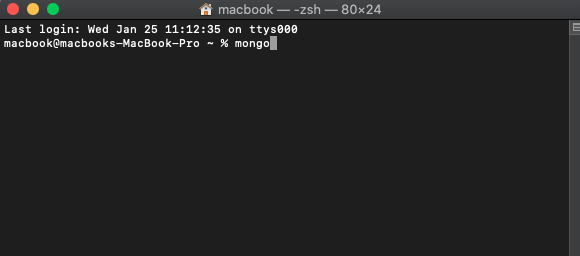 macbook — -zsh — 80×24
Last login: Wed Jan 25 11:12:35 on ttys000
macbook@macbooks-MacBook-Pro ~ % mongo